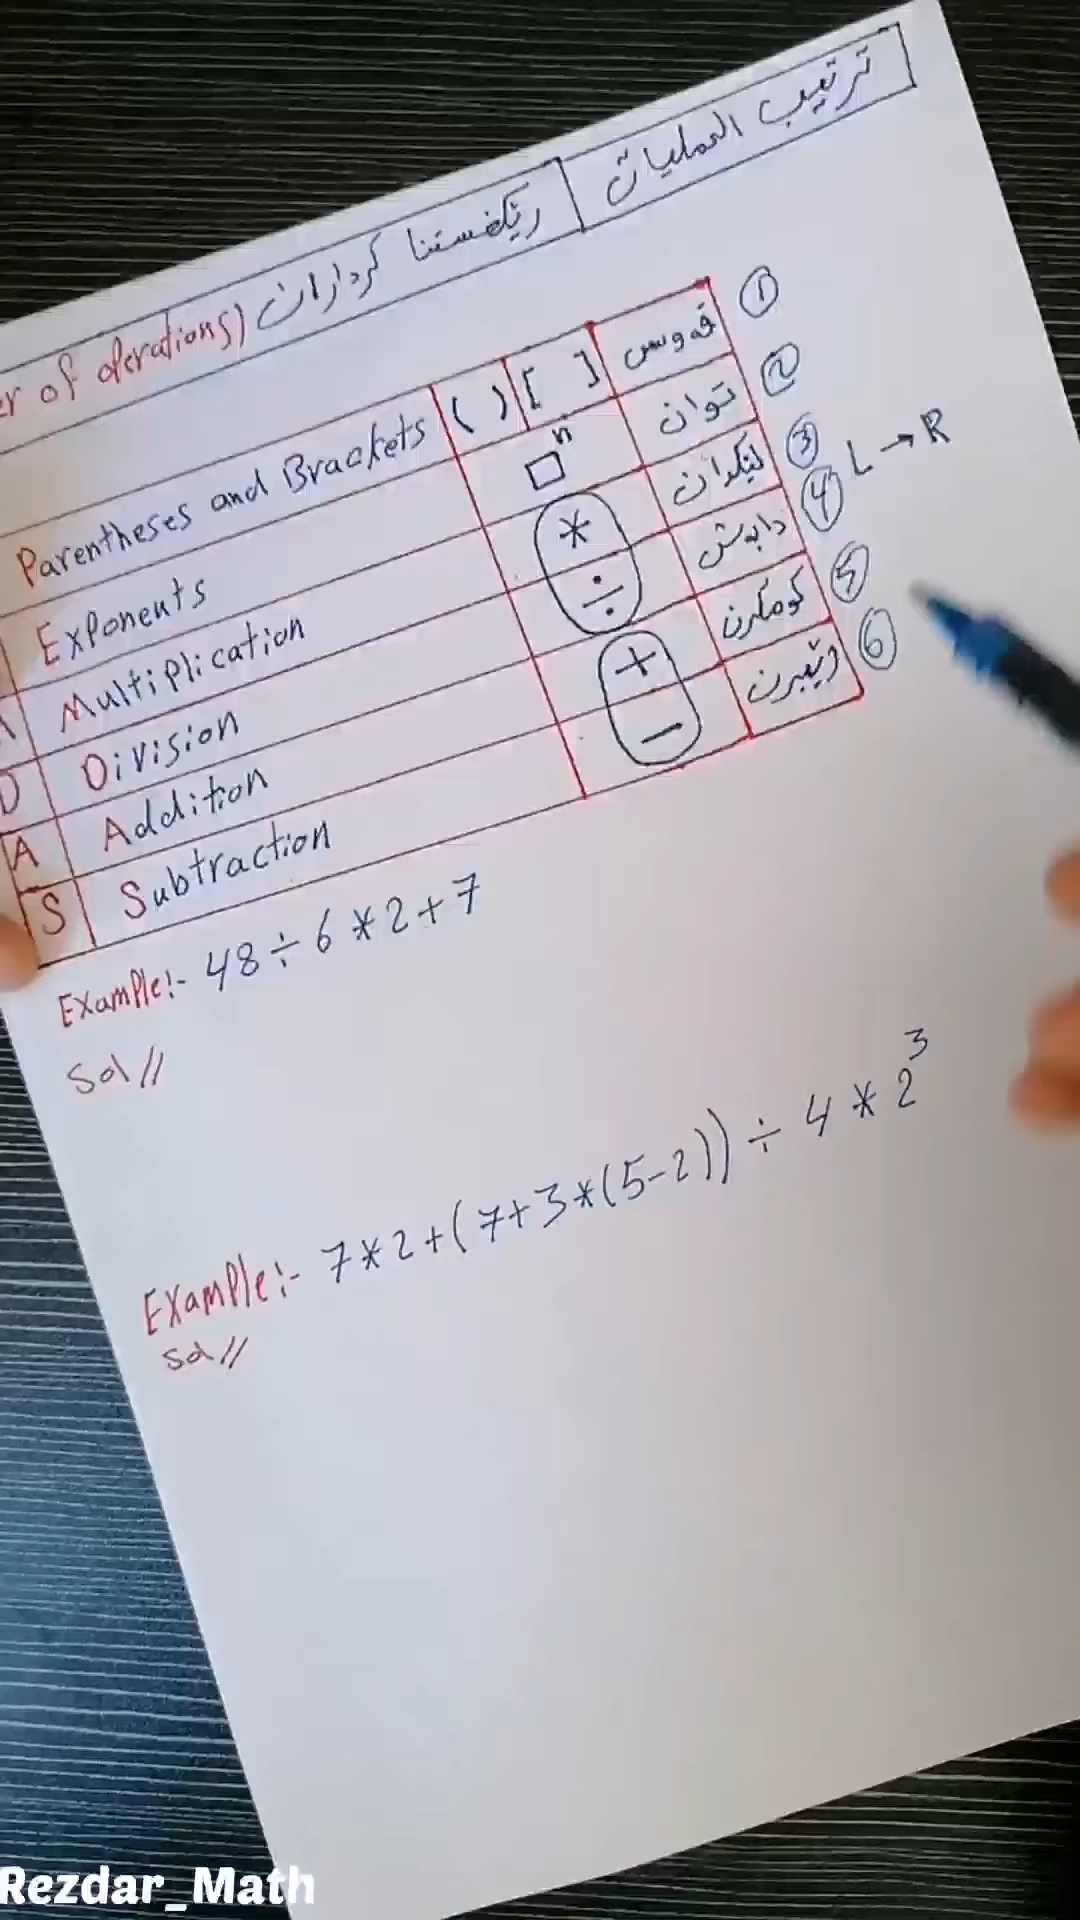 ترتيب العمليات
ریکخستنا کرداران
er of operations)
Parentheses and Brackets ( ) [ ] قەوس ①
Exponents □ⁿ توان ②
Multiplication * لێکدان ③
D Division ÷ دابەش ④
L → R
A Addition + کومکرن ⑤
S Subtraction − ژێبرن ⑥
Example:- 48 ÷ 6 * 2 + 7
Sol //
Example:- 7 * 2 + (7 + 3 * (5 - 2)) ÷ 4 * 2³
Sol //
Rezdar_Math